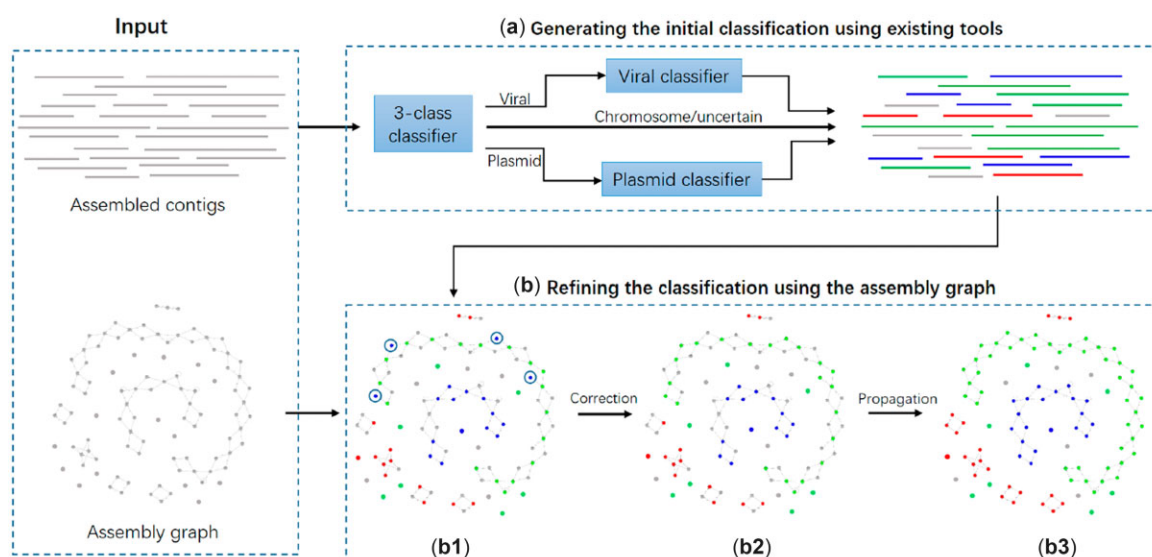 Input
(a) Generating the initial classification using existing tools
3-class
classifier
Viral
Viral classifier
Chromosome/uncertain
Plasmid
Plasmid classifier
Assembled contigs
(b) Refining the classification using the assembly graph
Correction
Propagation
Assembly graph
(b1)
(b2)
(b3)